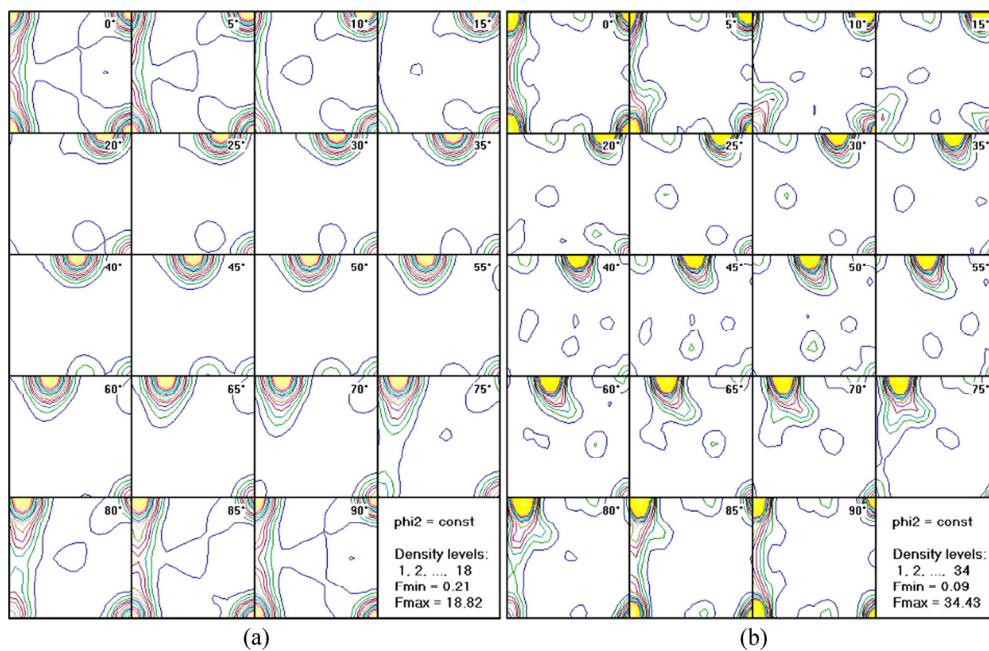 0° 5° 10° 15° 0° 5° 10° 15°
20° 25° 30° 35° 20° 25° 30° 35°
40° 45° 50° 55° 40° 45° 50° 55°
60° 65° 70° 75° 60° 65° 70° 75°
80° 85° 90° 80° 85° 90°
phi2 = const
Density levels:
1, 2, ..., 18
Fmin = 0.21
Fmax = 18.82
phi2 = const
Density levels:
1, 2, ..., 34
Fmin = 0.09
Fmax = 34.43
(a) (b)